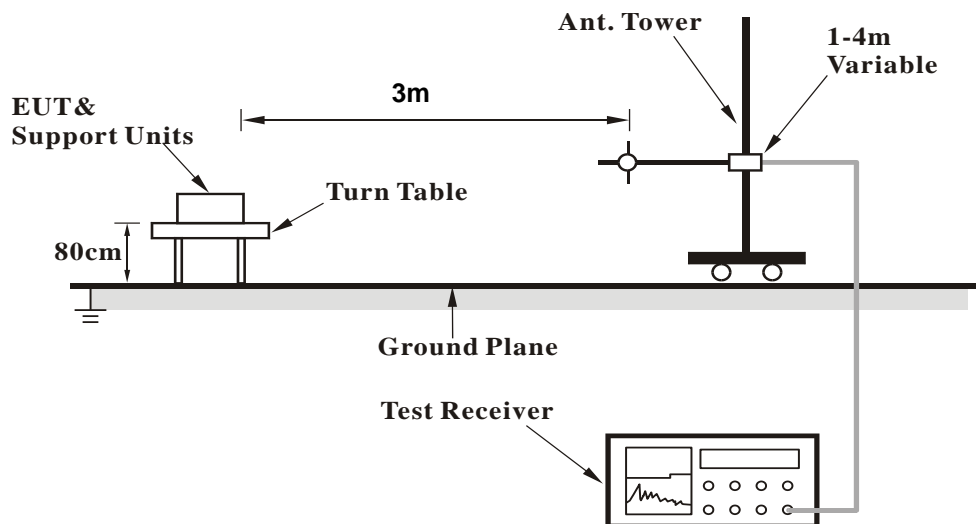 Ant. Tower
1-4m
Variable
3m
EUT&
Support Units
Turn Table
80cm
Ground Plane
Test Receiver